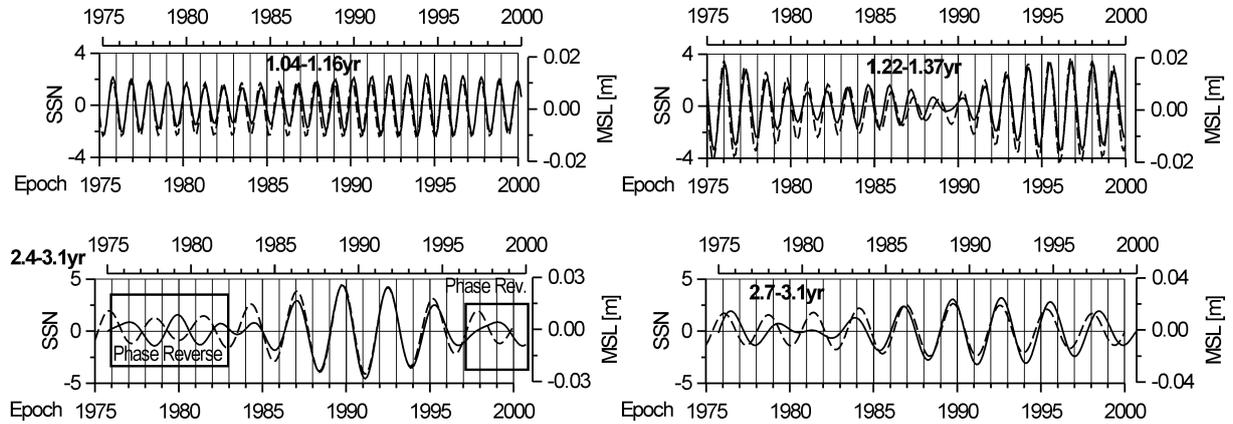 1975 1980 1985 1990 1995 2000
1.04-1.16yr
4
0
-4
SSN
0.02
0.00
-0.02
MSL [m]
Epoch 1975 1980 1985 1990 1995 2000
1975 1980 1985 1990 1995 2000
1.22-1.37yr
4
0
-4
SSN
0.02
0.00
-0.02
MSL [m]
Epoch 1975 1980 1985 1990 1995 2000
2.4-3.1yr
1975 1980 1985 1990 1995 2000
5
0
-5
SSN
Phase Reverse
Phase Rev.
0.03
0.00
-0.03
MSL [m]
Epoch 1975 1980 1985 1990 1995 2000
1975 1980 1985 1990 1995 2000
2.7-3.1yr
5
0
-5
SSN
0.04
0.00
-0.04
MSL [m]
Epoch 1975 1980 1985 1990 1995 2000